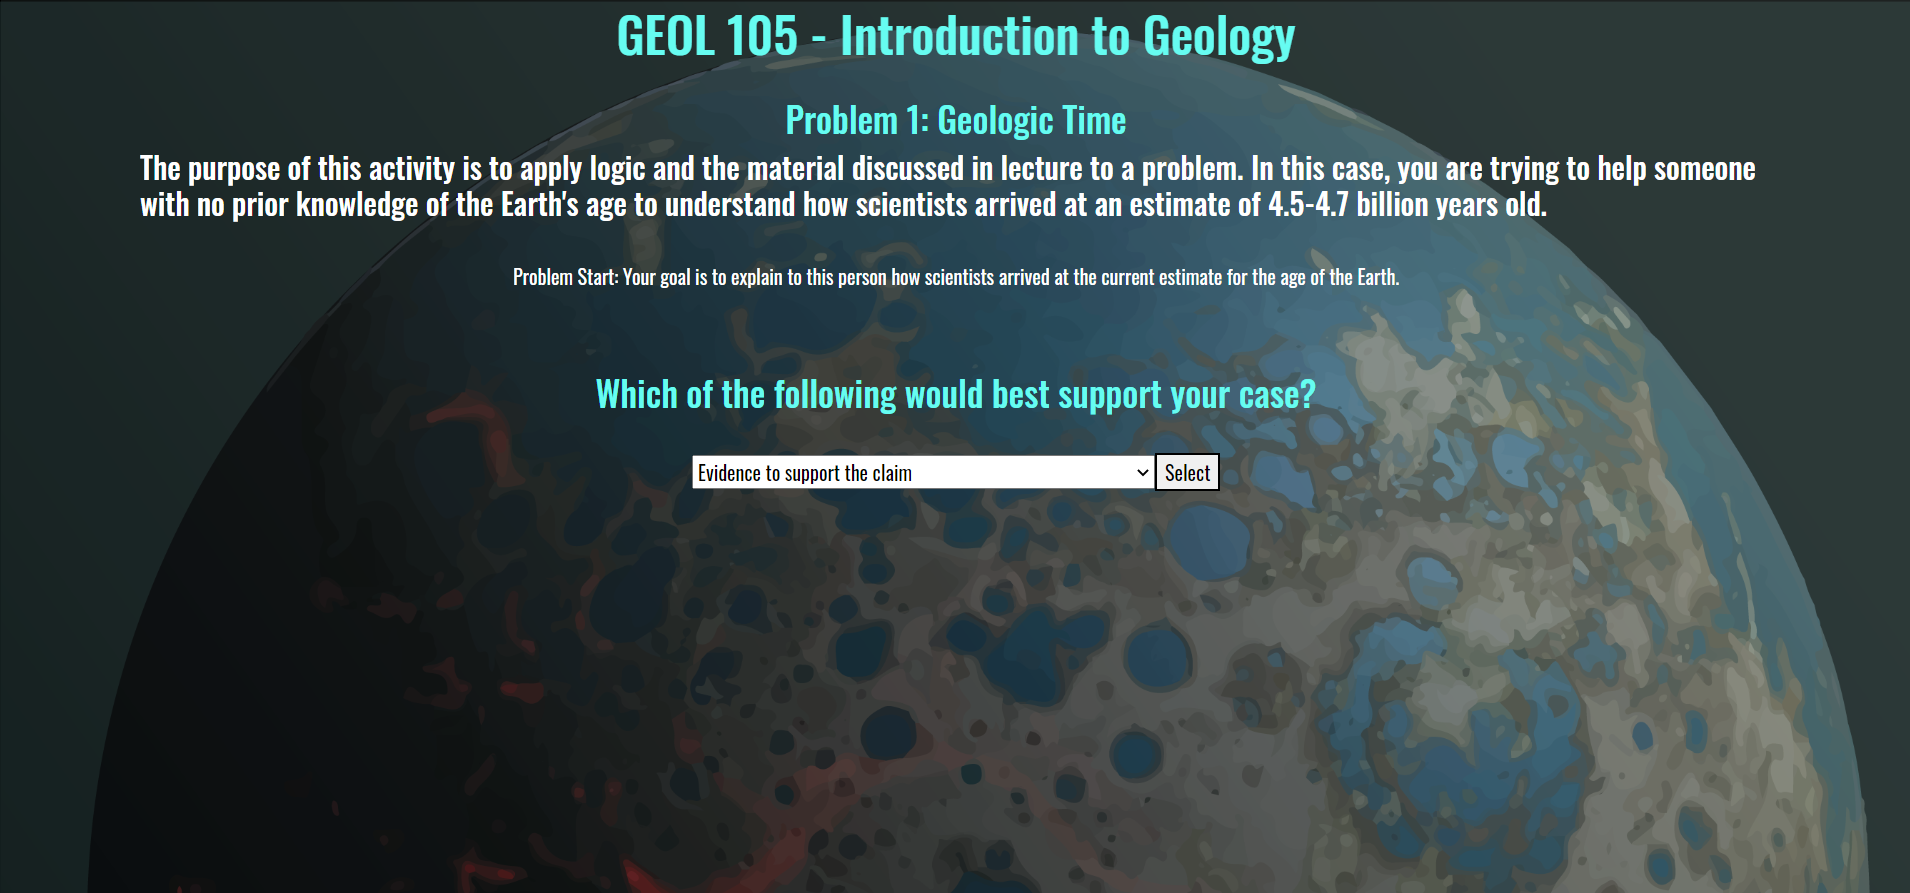 GEOL 105 - Introduction to Geology
Problem 1: Geologic Time
The purpose of this activity is to apply logic and the material discussed in lecture to a problem. In this case, you are trying to help someone
with no prior knowledge of the Earth's age to understand how scientists arrived at an estimate of 4.5-4.7 billion years old.
Problem Start: Your goal is to explain to this person how scientists arrived at the current estimate for the age of the Earth.
Which of the following would best support your case?
Evidence to support the claim
Select